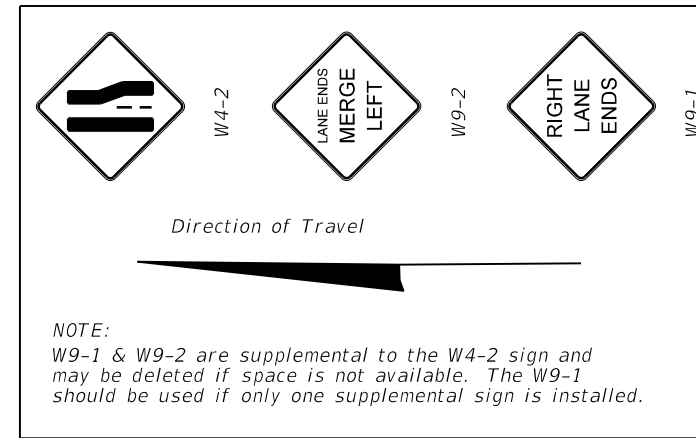 LANE ENDS
MERGE
LEFT
RIGHT
LANE
ENDS
W4-2
W9-2
W9-1
Direction of Travel
NOTE:
W9-1 & W9-2 are supplemental to the W4-2 sign and
may be deleted if space is not available. The W9-1
should be used if only one supplemental sign is installed.